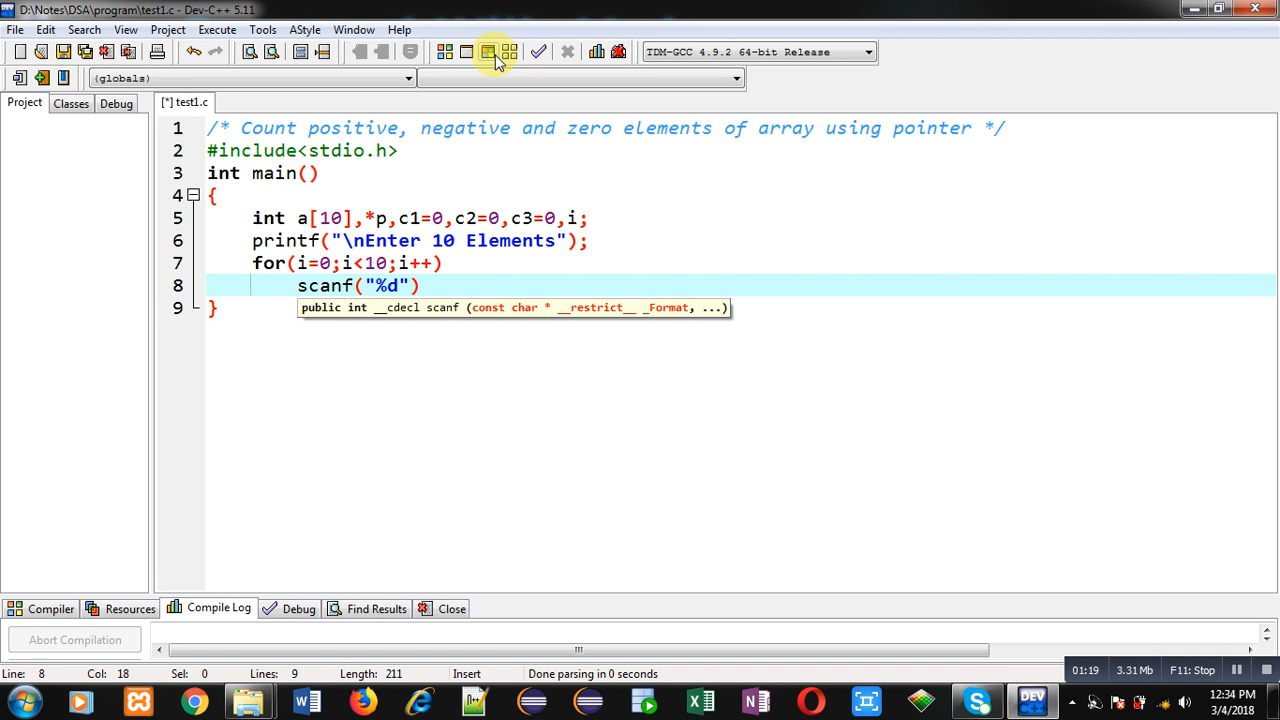 D:\Notes\DSA\program\test1.c - Dev-C++ 5.11
File Edit Search View Project Execute Tools AStyle Window Help
TDM-GCC 4.9.2 64-bit Release
(globals)
Project Classes Debug [*] test1.c
1 /* Count positive, negative and zero elements of array using pointer */
2 #include<stdio.h>
3 int main()
4 {
5 int a[10],*p,c1=0,c2=0,c3=0,i;
6 printf("\nEnter 10 Elements");
7 for(i=0;i<10;i++)
8 scanf("%d")
public int __cdecl scanf (const char * __restrict__ _Format, ...)
9 }
Compiler Resources Compile Log Debug Find Results Close
Abort Compilation
Line: 8 Col: 18 Sel: 0 Lines: 9 Length: 211 Insert Done parsing in 0 seconds
01:19 3.31 Mb F11: Stop
12:34 PM
3/4/2018